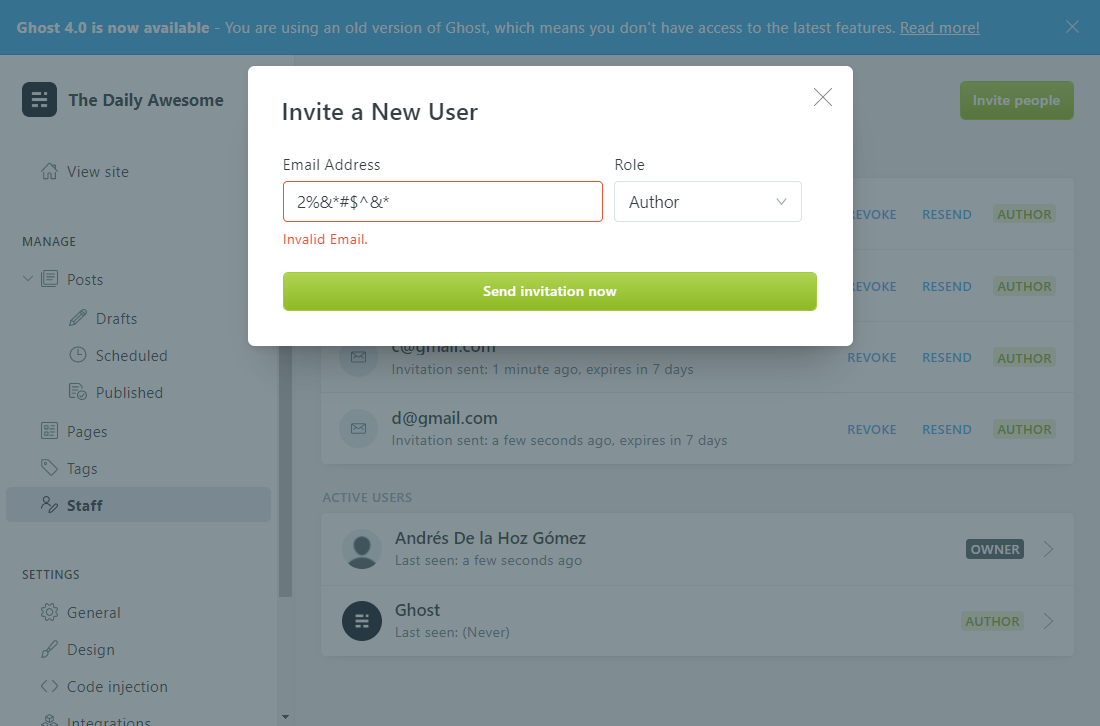 Ghost 4.0 is now available - You are using an old version of Ghost, which means you don't have access to the latest features. Read more!
The Daily Awesome
Invite people
View site
MANAGE
Posts
Drafts
Scheduled
Published
Pages
Tags
Staff
SETTINGS
General
Design
Code injection
Integrations
Invite a New User
Email Address
Role
2%&*#$^&*
Author
Invalid Email.
Send invitation now
RESEND AUTHOR
RESEND AUTHOR
c@gmail.com
Invitation sent: 1 minute ago, expires in 7 days
REVOKE RESEND AUTHOR
d@gmail.com
Invitation sent: a few seconds ago, expires in 7 days
REVOKE RESEND AUTHOR
ACTIVE USERS
Andrés De la Hoz Gómez
Last seen: a few seconds ago
OWNER
Ghost
Last seen: (Never)
AUTHOR